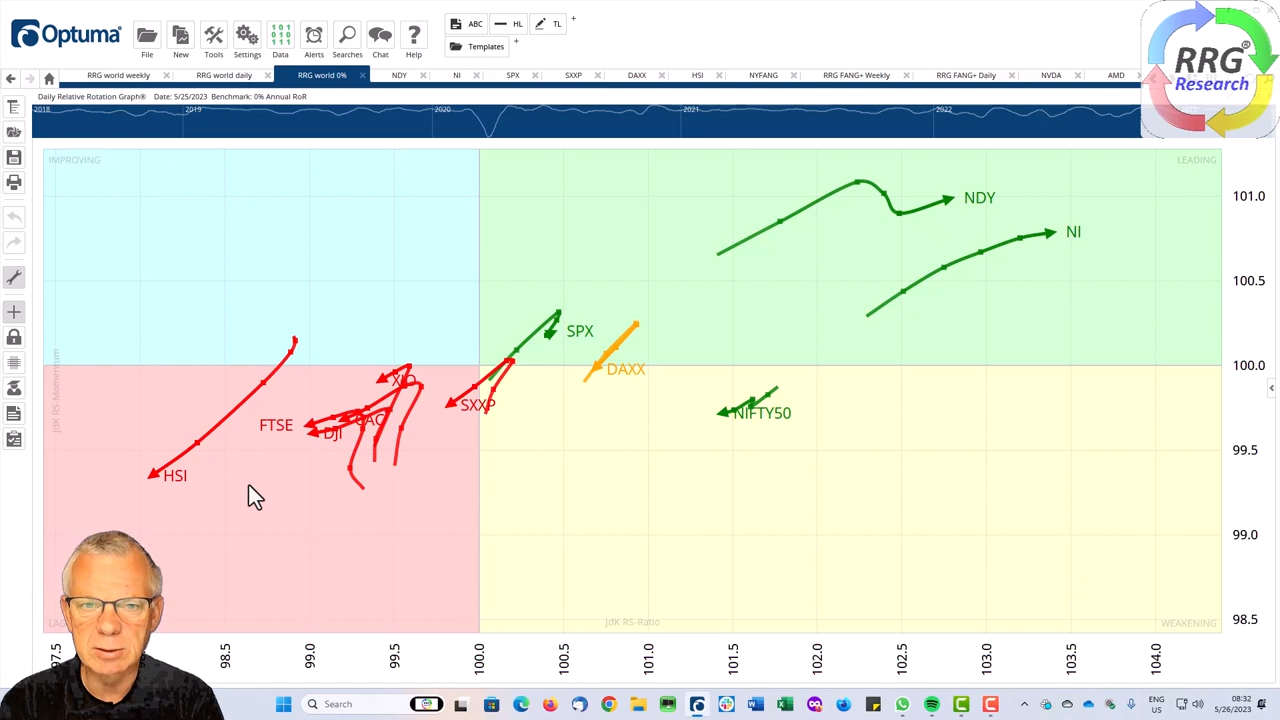 Optuma®
File
New
Tools
Settings
Data
Alerts
Searches
Chat
Help
ABC
HL
TL
Templates
RRG®
Research
RRG world weekly
RRG world daily
RRG world 0%
NDY
NI
SPX
SXXP
DAXX
HSI
NYFANG
RRG FANG+ Weekly
RRG FANG+ Daily
NVDA
AMD
Daily Relative Rotation Graph® Date: 5/25/2023 Benchmark: 0% Annual RoR
2018
2019
2020
2021
2022
IMPROVING
LEADING
NDY
NI
SPX
DAXX
SXXP
NIFTY50
FTSE
CAC
DJI
HSI
JdK RS-Momentum
JdK RS-Ratio
WEAKENING
101.0
100.5
100.0
99.5
99.0
98.5
98.5
99.0
99.5
100.0
100.5
101.0
101.5
102.0
102.5
103.0
103.5
104.0
Search
ENG
US
08:32
5/26/2023